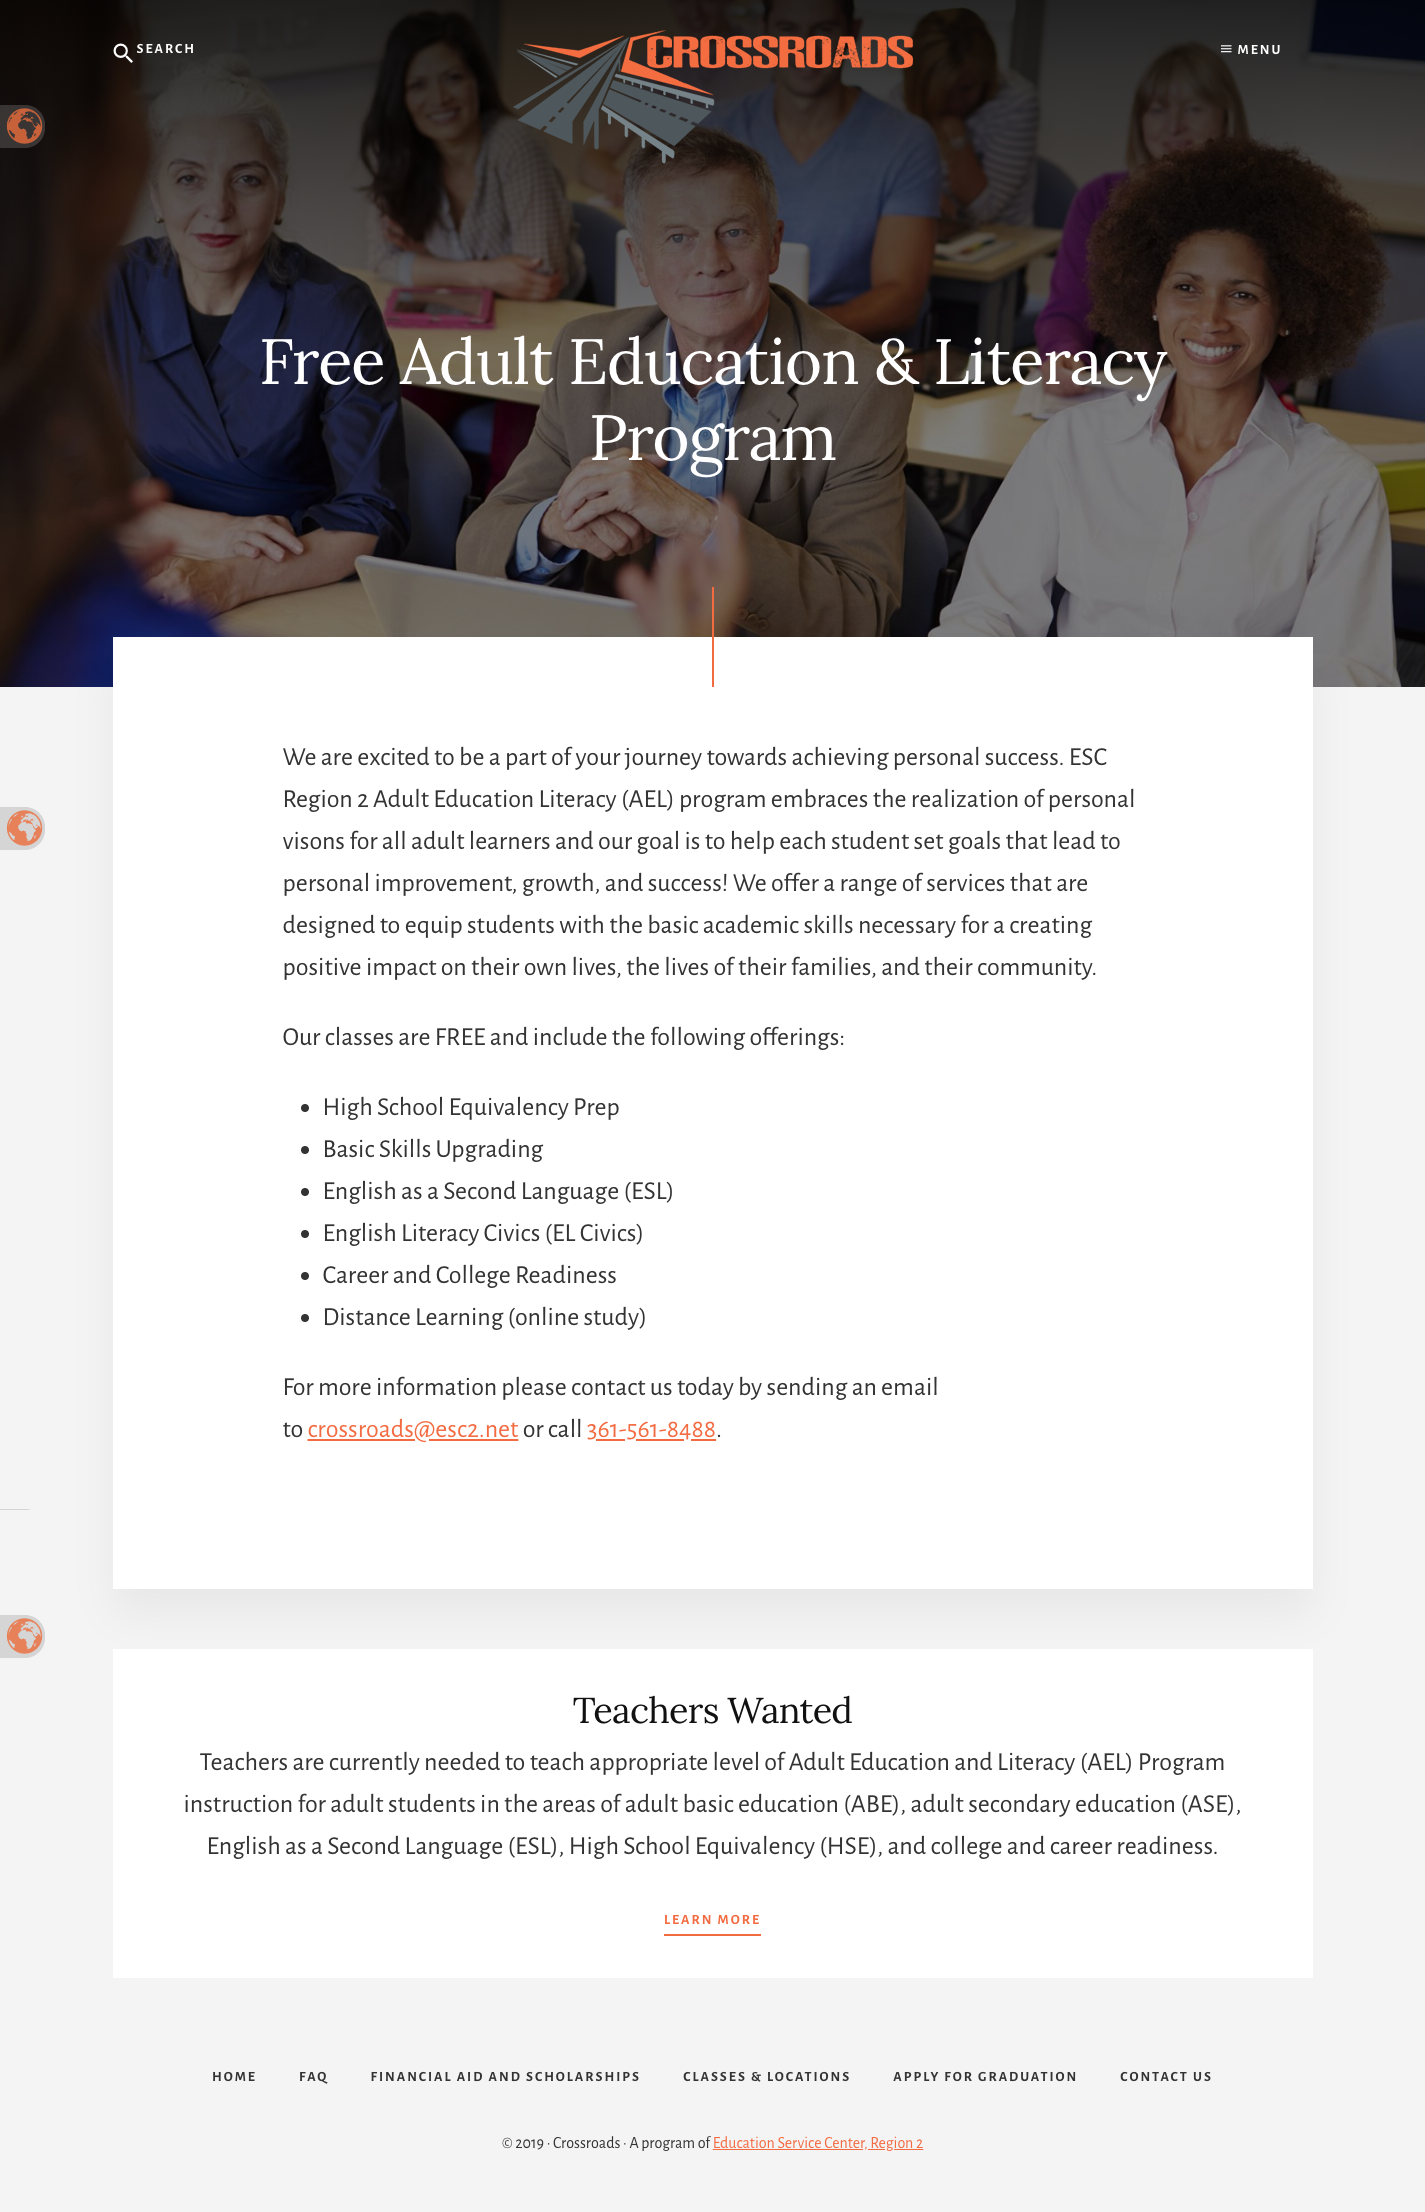 SEARCH
CROSSROADS
MENU
Free Adult Education & Literacy
Program
We are excited to be a part of your journey towards achieving personal success. ESC
Region 2 Adult Education Literacy (AEL) program embraces the realization of personal
visons for all adult learners and our goal is to help each student set goals that lead to
personal improvement, growth, and success! We offer a range of services that are
designed to equip students with the basic academic skills necessary for a creating
positive impact on their own lives, the lives of their families, and their community.
Our classes are FREE and include the following offerings:
• High School Equivalency Prep
• Basic Skills Upgrading
• English as a Second Language (ESL)
• English Literacy Civics (EL Civics)
• Career and College Readiness
• Distance Learning (online study)
For more information please contact us today by sending an email
to crossroads@esc2.net or call 361-561-8488.
Teachers Wanted
Teachers are currently needed to teach appropriate level of Adult Education and Literacy (AEL) Program
instruction for adult students in the areas of adult basic education (ABE), adult secondary education (ASE),
English as a Second Language (ESL), High School Equivalency (HSE), and college and career readiness.
LEARN MORE
HOME FAQ FINANCIAL AID AND SCHOLARSHIPS CLASSES & LOCATIONS APPLY FOR GRADUATION CONTACT US
© 2019 · Crossroads · A program of Education Service Center, Region 2